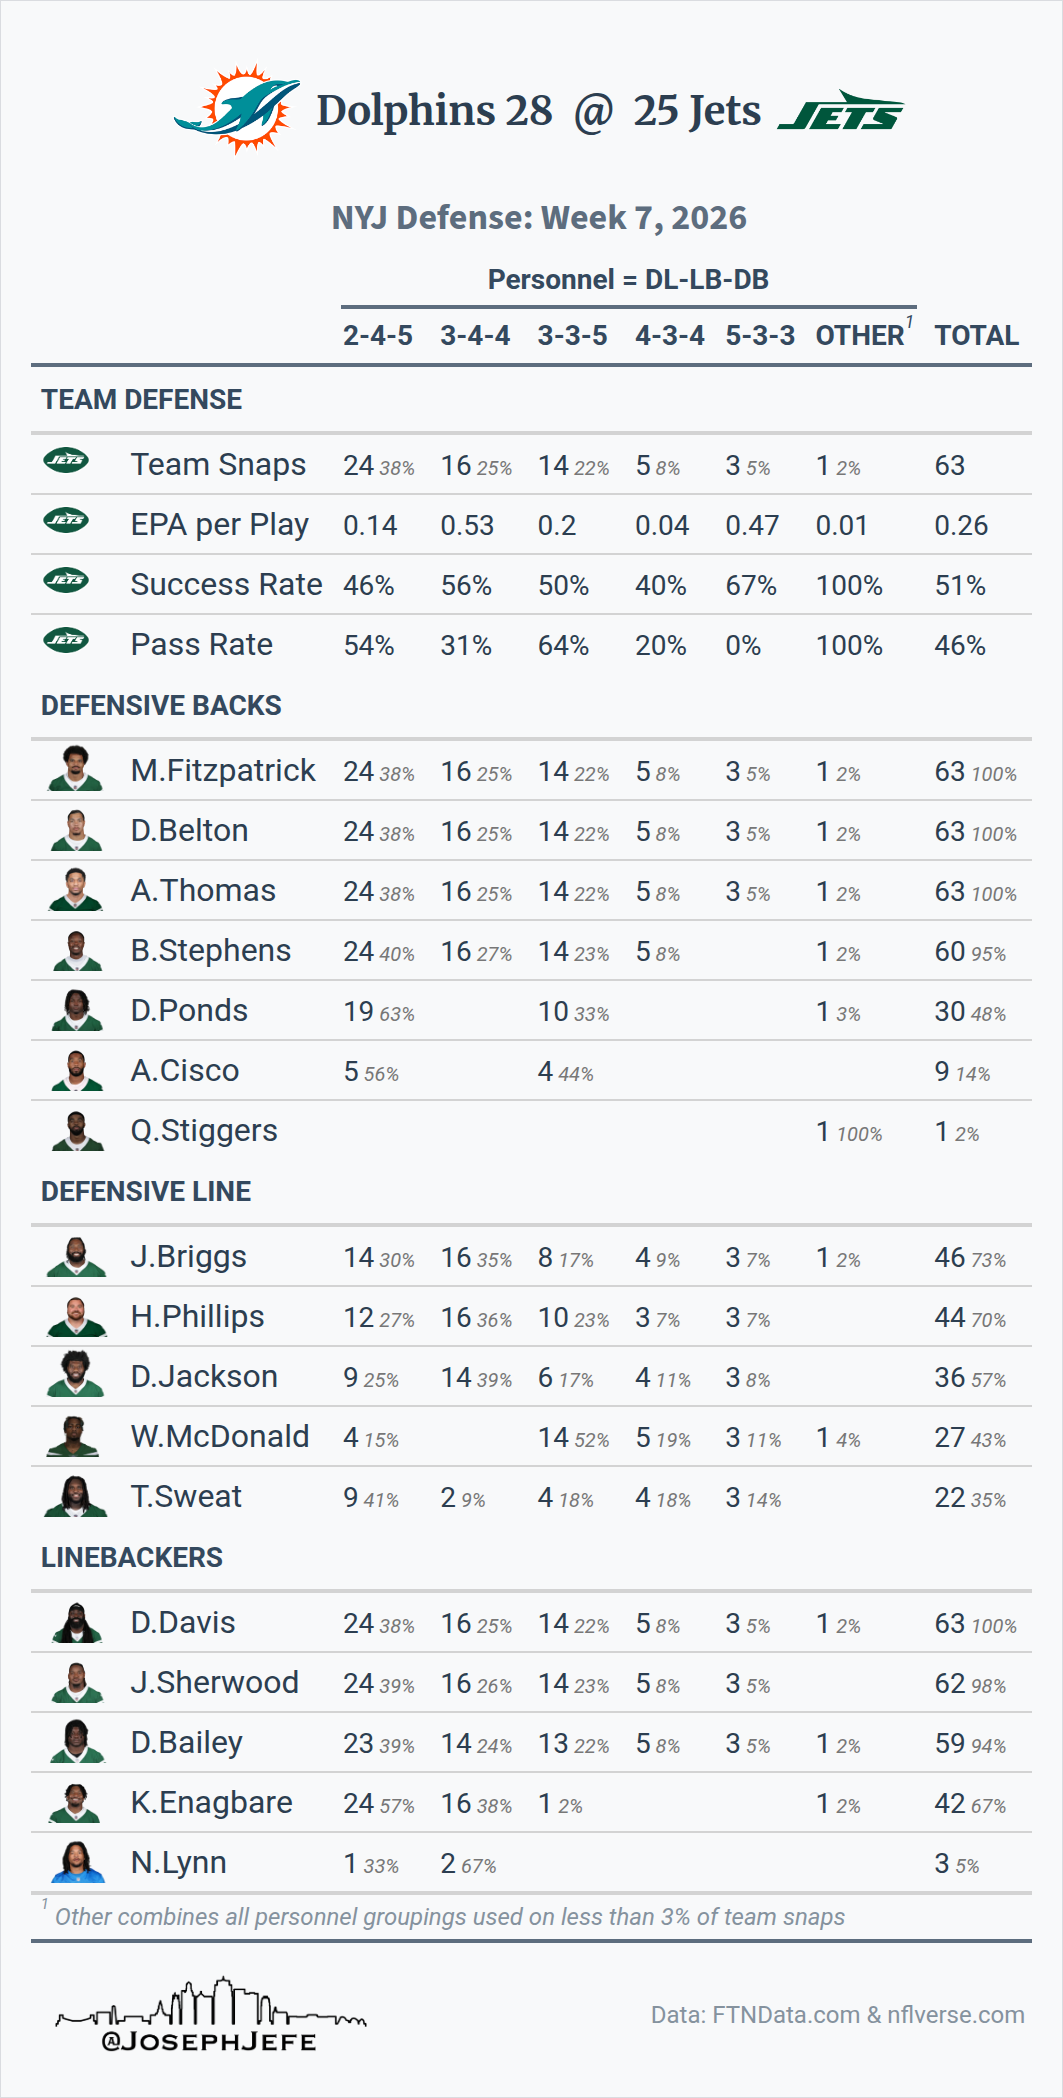 Dolphins 28 @ 25 Jets JETS
NYJ Defense: Week 7, 2026
Personnel = DL-LB-DB
2-4-5 3-4-4 3-3-5 4-3-4 5-3-3 OTHER¹ TOTAL
TEAM DEFENSE
JETS Team Snaps 24 38% 16 25% 14 22% 5 8% 3 5% 1 2% 63
JETS EPA per Play 0.14 0.53 0.2 0.04 0.47 0.01 0.26
JETS Success Rate 46% 56% 50% 40% 67% 100% 51%
JETS Pass Rate 54% 31% 64% 20% 0% 100% 46%
DEFENSIVE BACKS
M.Fitzpatrick 24 38% 16 25% 14 22% 5 8% 3 5% 1 2% 63 100%
D.Belton 24 38% 16 25% 14 22% 5 8% 3 5% 1 2% 63 100%
A.Thomas 24 38% 16 25% 14 22% 5 8% 3 5% 1 2% 63 100%
B.Stephens 24 40% 16 27% 14 23% 5 8% 1 2% 60 95%
D.Ponds 19 63% 10 33% 1 3% 30 48%
A.Cisco 5 56% 4 44% 9 14%
Q.Stiggers 1 100% 1 2%
DEFENSIVE LINE
J.Briggs 14 30% 16 35% 8 17% 4 9% 3 7% 1 2% 46 73%
H.Phillips 12 27% 16 36% 10 23% 3 7% 3 7% 44 70%
D.Jackson 9 25% 14 39% 6 17% 4 11% 3 8% 36 57%
W.McDonald 4 15% 14 52% 5 19% 3 11% 1 4% 27 43%
T.Sweat 9 41% 2 9% 4 18% 4 18% 3 14% 22 35%
LINEBACKERS
D.Davis 24 38% 16 25% 14 22% 5 8% 3 5% 1 2% 63 100%
J.Sherwood 24 39% 16 26% 14 23% 5 8% 3 5% 62 98%
D.Bailey 23 39% 14 24% 13 22% 5 8% 3 5% 1 2% 59 94%
K.Enagbare 24 57% 16 38% 1 2% 1 2% 42 67%
N.Lynn 1 33% 2 67% 3 5%
¹ Other combines all personnel groupings used on less than 3% of team snaps
@JOSEPHJEFE
Data: FTNData.com & nflverse.com